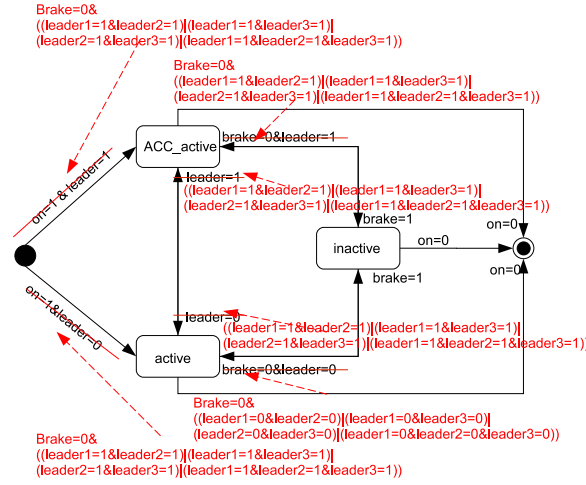 Brake=0&
((leader1=1&leader2=1)|(leader1=1&leader3=1)|
(leader2=1&leader3=1)|(leader1=1&leader2=1&leader3=1))
Brake=0&
((leader1=1&leader2=1)|(leader1=1&leader3=1)|
(leader2=1&leader3=1)|(leader1=1&leader2=1&leader3=1))
ACC_active
brake=0&leader=1
on=1 & leader=1
leader=1
((leader1=1&leader2=1)|(leader1=1&leader3=1)|
(leader2=1&leader3=1)|(leader1=1&leader2=1&leader3=1))
brake=1
on=0
inactive
on=0
on=0
brake=1
on=1&leader=0
leader=0
((leader1=1&leader2=1)|(leader1=1&leader3=1)|
(leader2=1&leader3=1)|(leader1=1&leader2=1&leader3=1))
active
brake=0&leader=0
Brake=0&
((leader1=0&leader2=0)|(leader1=0&leader3=0)|
(leader2=0&leader3=0)|(leader1=0&leader2=0&leader3=0))
Brake=0&
((leader1=1&leader2=1)|(leader1=1&leader3=1)|
(leader2=1&leader3=1)|(leader1=1&leader2=1&leader3=1))